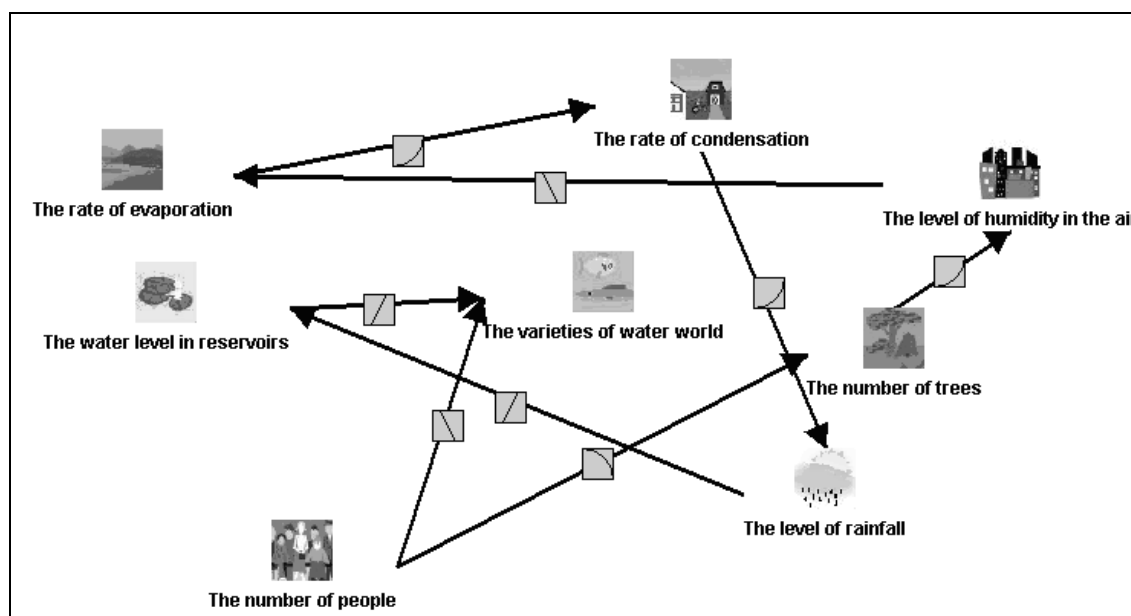 The rate of condensation
The rate of evaporation
The level of humidity in the air
The water level in reservoirs
The varieties of water world
The number of trees
The level of rainfall
The number of people